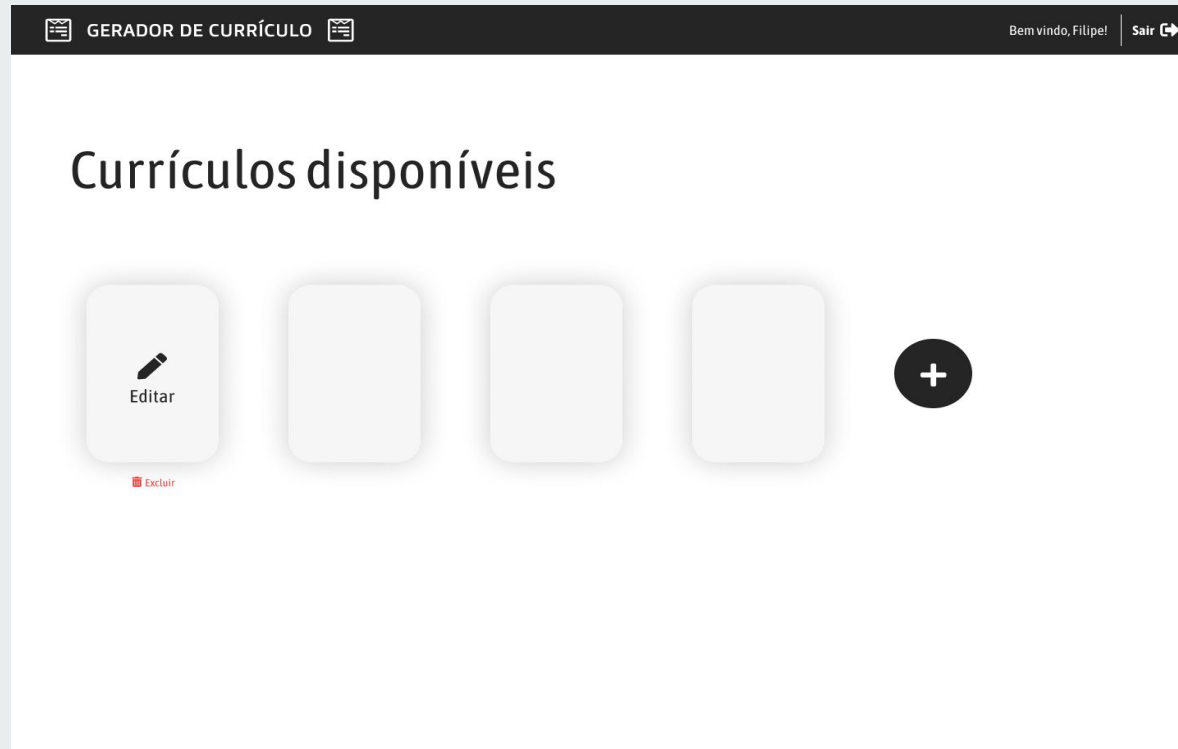 GERADOR DE CURRÍCULO
Bem vindo, Filipe!
Sair
Currículos disponíveis
Editar
Excluir